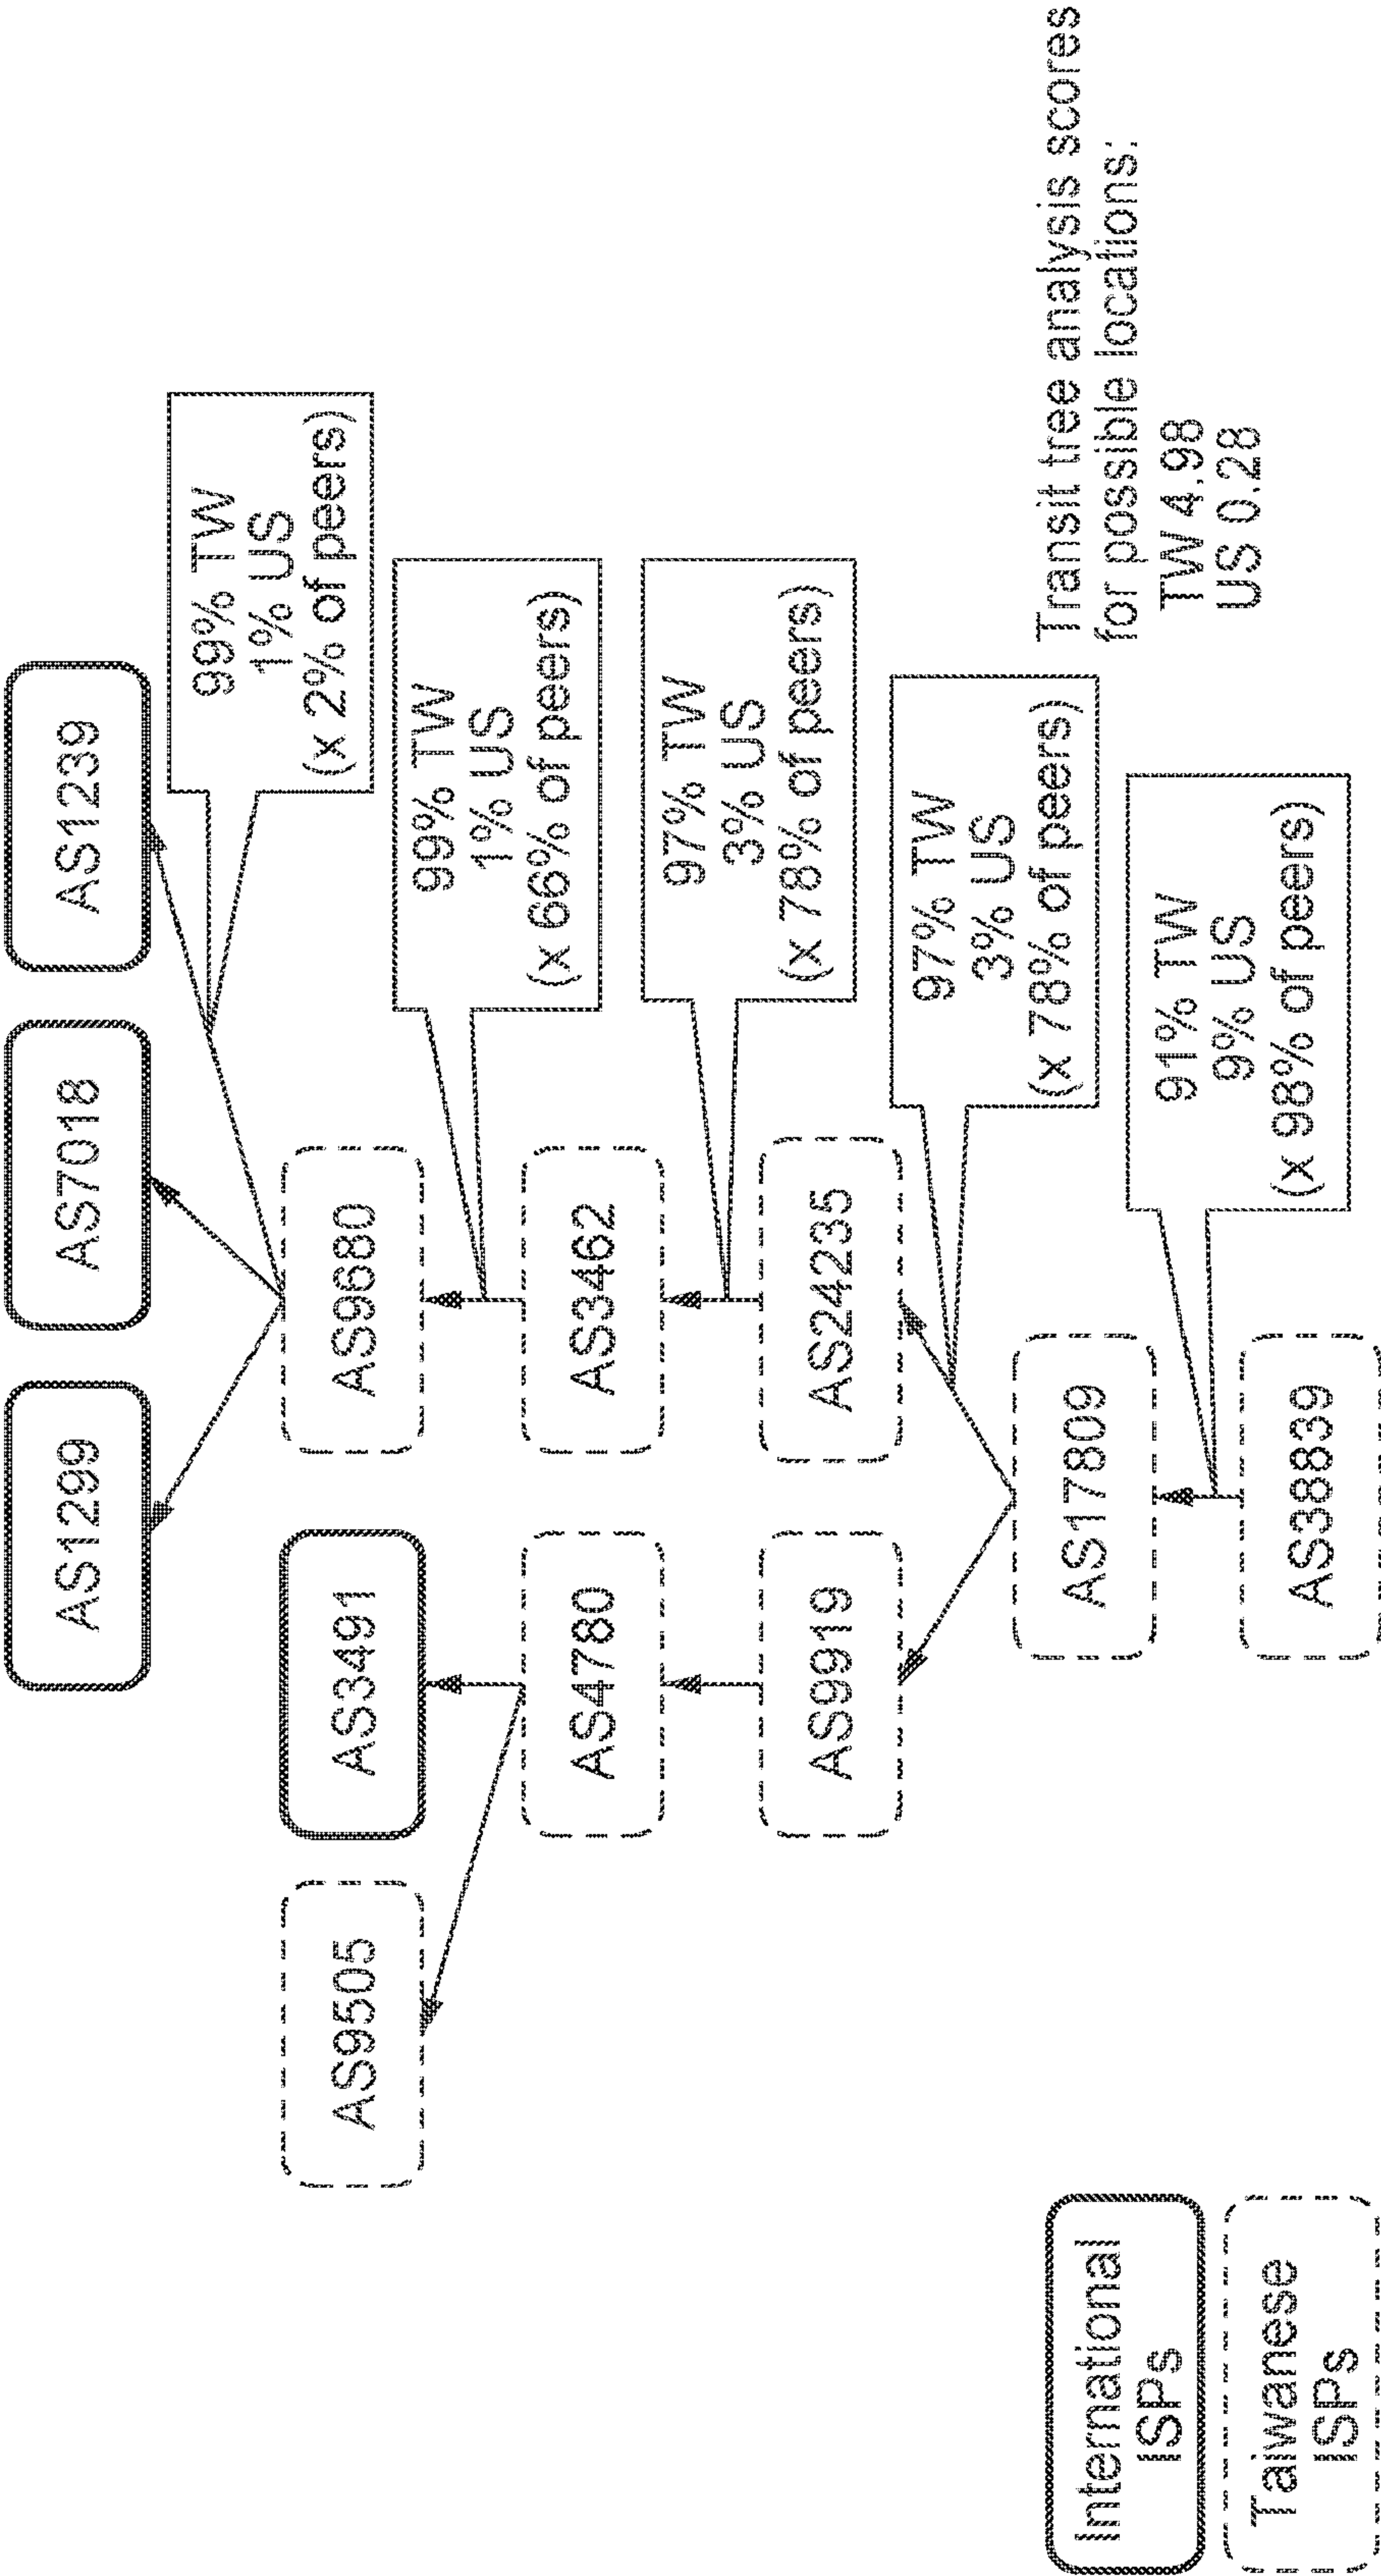 AS1299
AS7018
AS1239
99% TW
1% US
(x 2% of peers)
AS9505
AS3491
AS9680
99% TW
1% US
(x 66% of peers)
AS4780
AS3462
97% TW
3% US
(x 78% of peers)
AS9919
AS24235
97% TW
3% US
(x 78% of peers)
AS17809
91% TW
9% US
(x 98% of peers)
AS38839
Transit tree analysis scores
for possible locations:
TW 4.98
US 0.28
International
ISPs
Taiwanese
ISPs